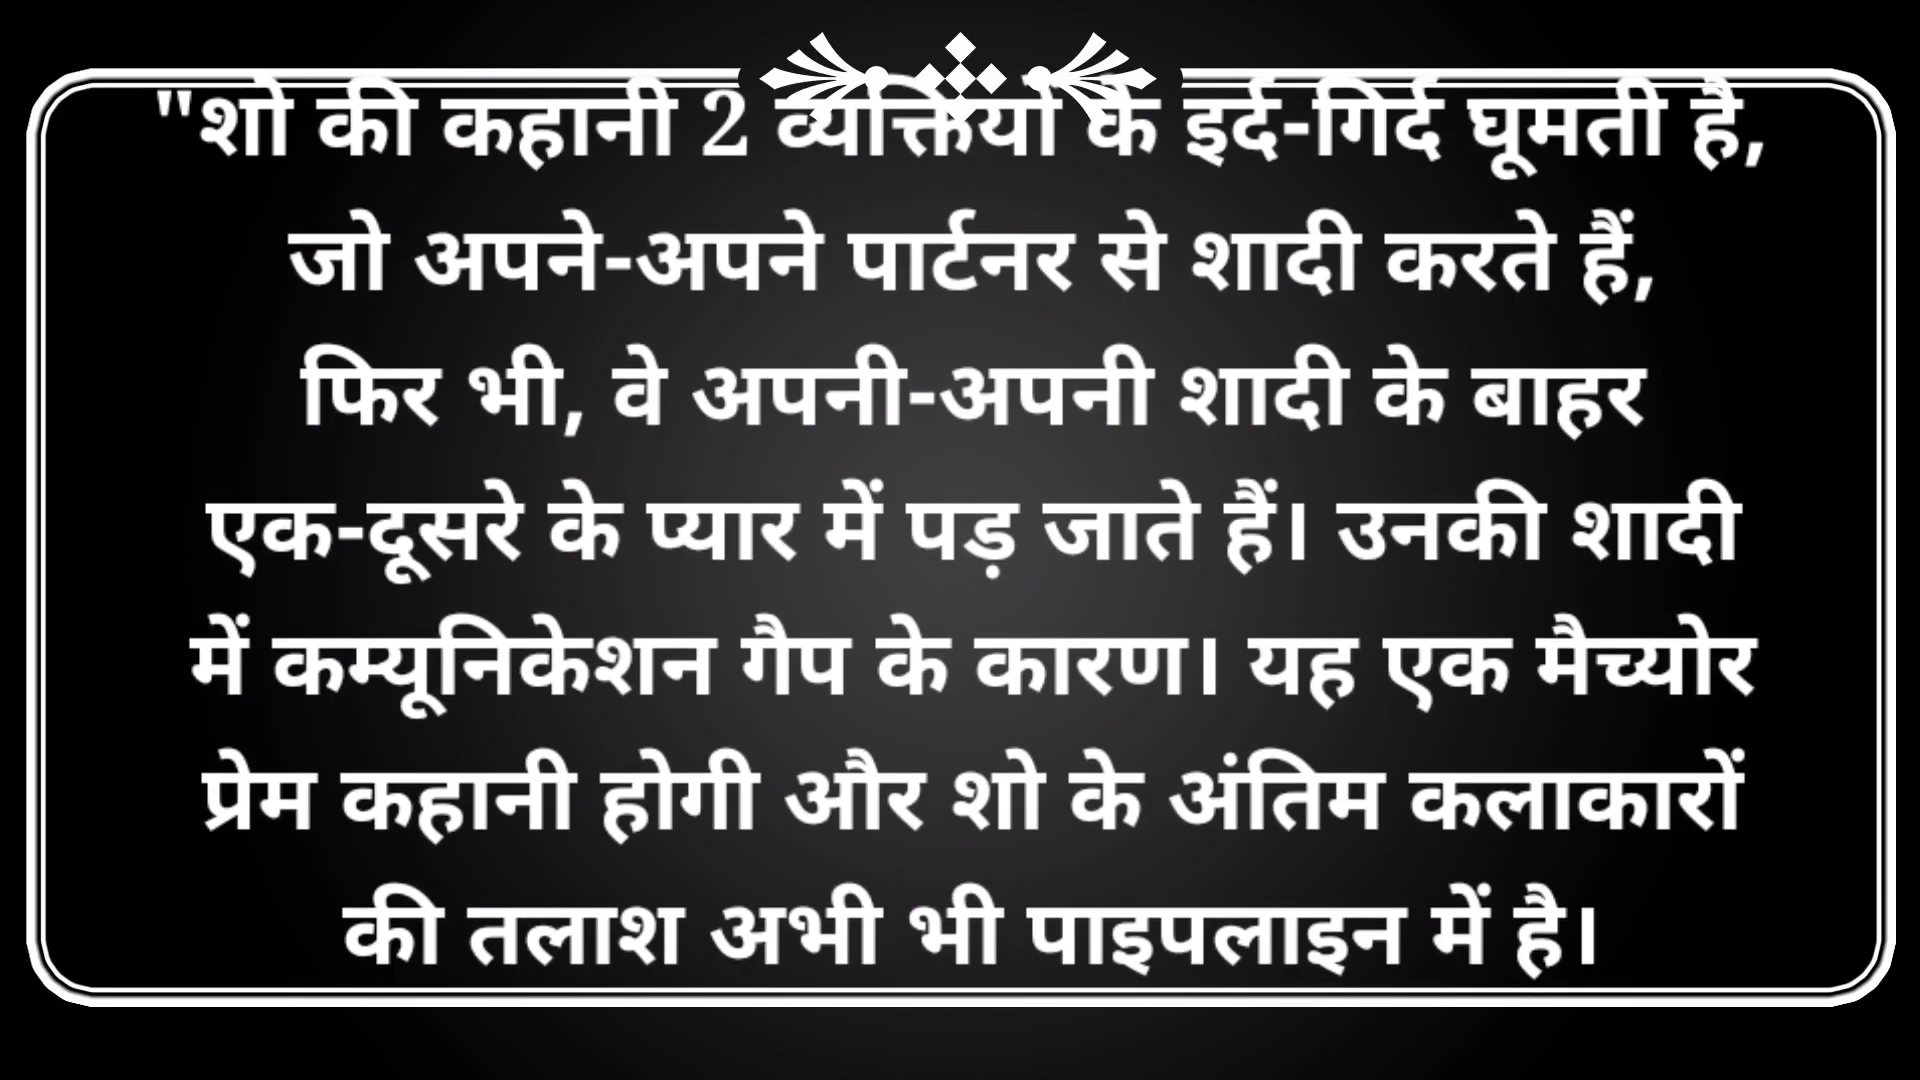 "शो की कहानी 2 व्यक्तियों के इर्द-गिर्द घूमती है,
जो अपने-अपने पार्टनर से शादी करते हैं,
फिर भी, वे अपनी-अपनी शादी के बाहर
एक-दूसरे के प्यार में पड़ जाते हैं। उनकी शादी
में कम्यूनिकेशन गैप के कारण। यह एक मैच्योर
प्रेम कहानी होगी और शो के अंतिम कलाकारों
की तलाश अभी भी पाइपलाइन में है।